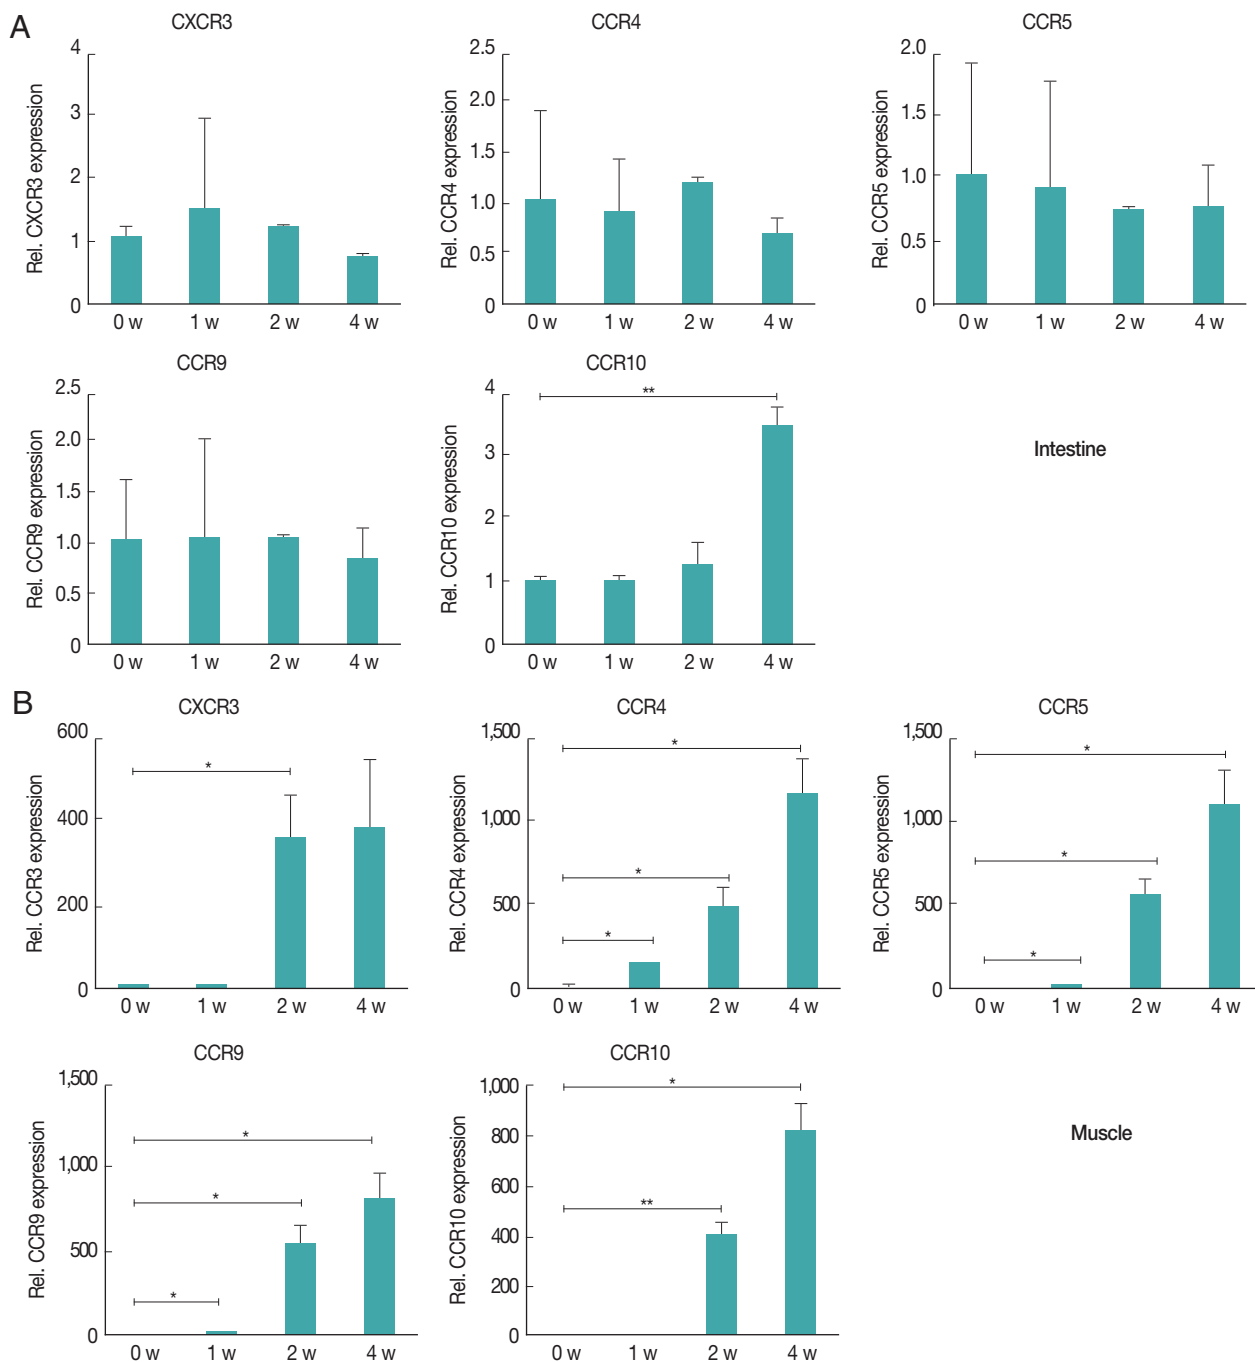 A
CXCR3
Rel. CXCR3 expression
4
3
2
1
0
0 w 1 w 2 w 4 w
CCR4
Rel. CCR4 expression
2.5
2.0
1.5
1.0
0.5
0
0 w 1 w 2 w 4 w
CCR5
Rel. CCR5 expression
2.0
1.5
1.0
0.5
0
0 w 1 w 2 w 4 w
CCR9
Rel. CCR9 expression
2.5
2.0
1.5
1.0
0.5
0
0 w 1 w 2 w 4 w
CCR10
Rel. CCR10 expression
4
3
2
1
0
**
0 w 1 w 2 w 4 w
Intestine
B
CXCR3
Rel. CCR3 expression
600
400
200
0
*
0 w 1 w 2 w 4 w
CCR4
Rel. CCR4 expression
1,500
1,000
500
0
*
*
*
0 w 1 w 2 w 4 w
CCR5
Rel. CCR5 expression
1,500
1,000
500
0
*
*
*
0 w 1 w 2 w 4 w
CCR9
Rel. CCR9 expression
1,500
1,000
500
0
*
*
*
0 w 1 w 2 w 4 w
CCR10
Rel. CCR10 expression
1,000
800
600
400
200
0
*
**
0 w 1 w 2 w 4 w
Muscle